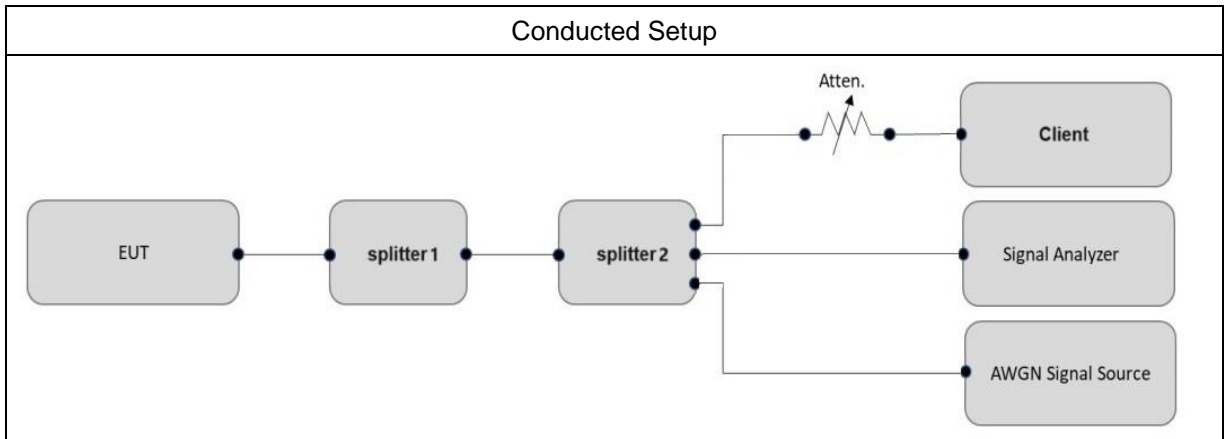 Conducted Setup
Atten.
Client
EUT
splitter 1
splitter 2
Signal Analyzer
AWGN Signal Source